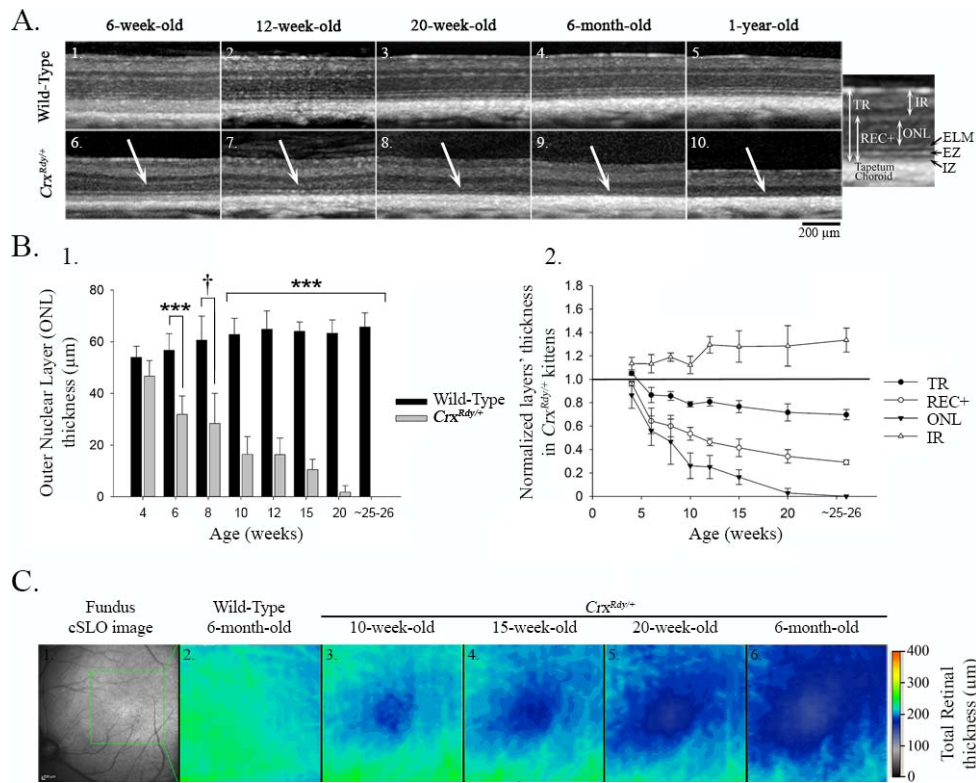 A.
6-week-old 12-week-old 20-week-old 6-month-old 1-year-old
Wild-Type
1. 2. 3. 4. 5.
Crx^Rdy/+
6. 7. 8. 9. 10.
TR IR
REC+ ONL
ELM
EZ
IZ
Tapetum
Choroid
200 µm
B.
1.
Outer Nuclear Layer (ONL)
thickness (µm)
80
60
40
20
0
*** † ***
Wild-Type
Crx^Rdy/+
4 6 8 10 12 15 20 ~25-26
Age (weeks)
2.
Normalized layers' thickness
in Crx^Rdy/+ kittens
1.8
1.6
1.4
1.2
1.0
0.8
0.6
0.4
0.2
0
TR
REC+
ONL
IR
0 5 10 15 20 ~25-26
Age (weeks)
C.
Fundus
cSLO image
Wild-Type
6-month-old
Crx^Rdy/+
10-week-old 15-week-old 20-week-old 6-month-old
1. 2. 3. 4. 5. 6.
400
300
200
100
0
Total Retinal
thickness (µm)